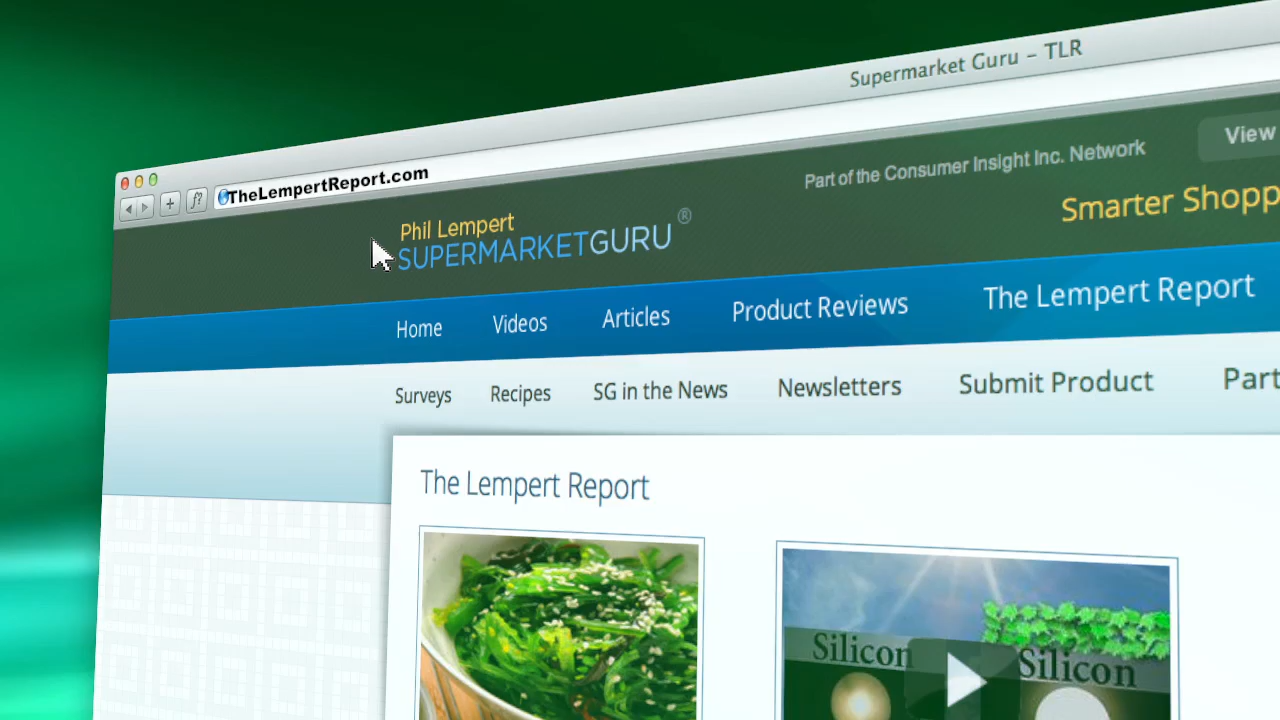 Supermarket Guru – TLR
TheLempertReport.com
Part of the Consumer Insight Inc. Network
View
Phil Lempert
SUPERMARKETGURU®
Smarter Shopp
Home Videos Articles Product Reviews The Lempert Report
Surveys Recipes SG in the News Newsletters Submit Product Part
The Lempert Report
Silicon Silicon